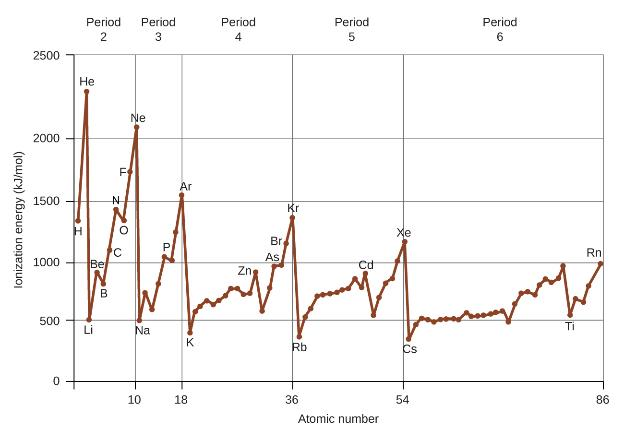 Period Period Period Period Period
2 3 4 5 6
2500
He
Ne
2000
F
Ar
N
Kr
1500
H
O
Xe
Br
C
P
Rn
As
Be
Cd
Zn
1000
B
500
Li
Na
Ti
K
Rb
Cs
0
10 18 36 54 86
Ionization energy (kJ/mol)
Atomic number